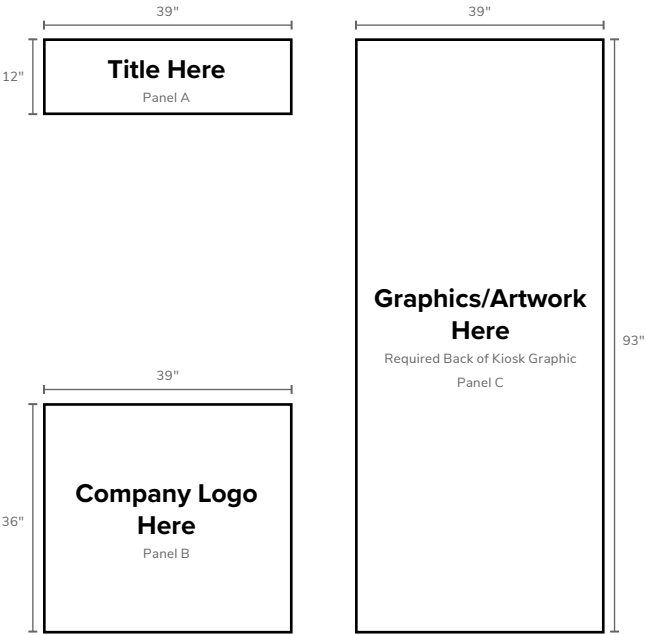 39"
12"
Title Here
Panel A
39"
36"
Company Logo
Here
Panel B
39"
93"
Graphics/Artwork
Here
Required Back of Kiosk Graphic
Panel C